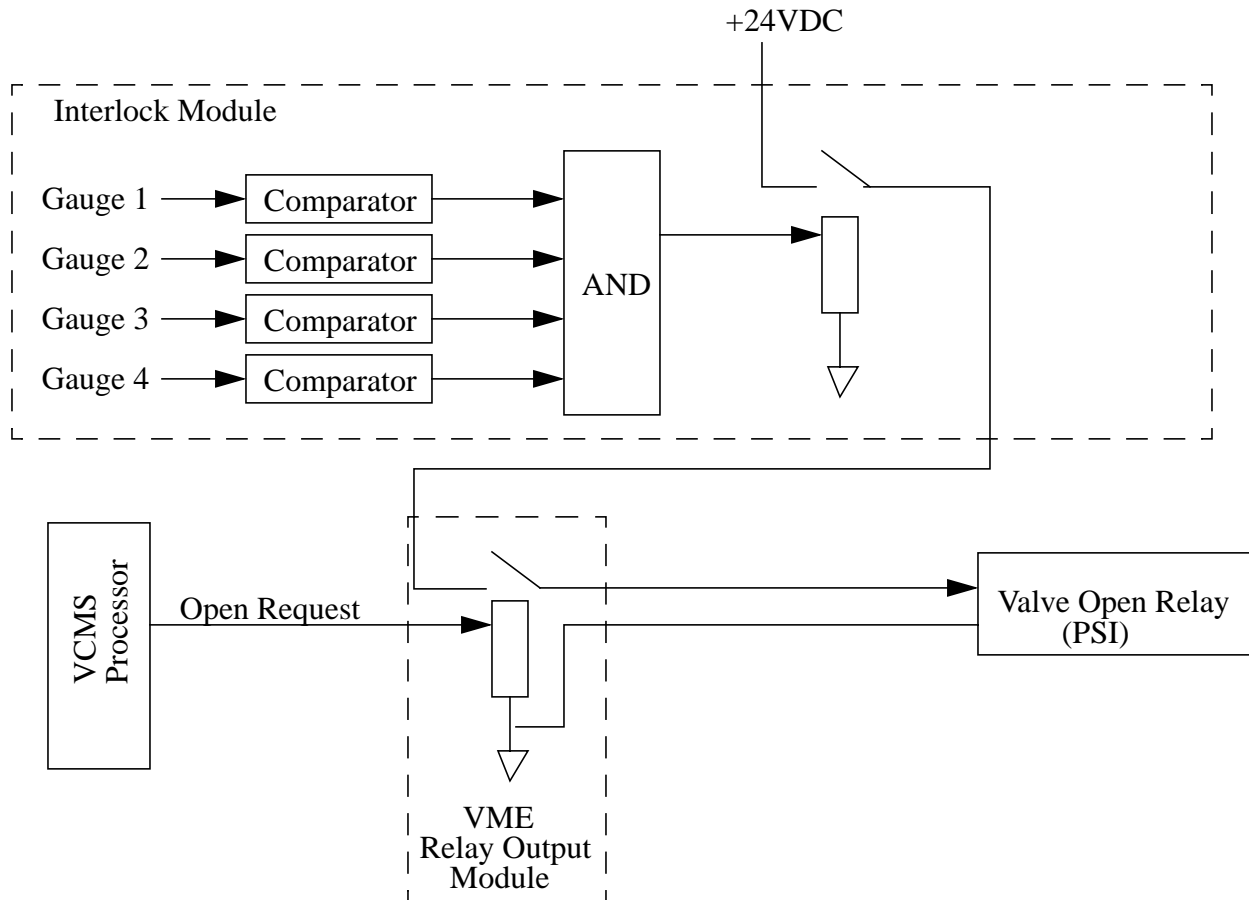 +24VDC
Interlock Module
Gauge 1
Comparator
Gauge 2
Comparator
Gauge 3
Comparator
Gauge 4
Comparator
AND
VCMS
Processor
Open Request
Valve Open Relay
(PSI)
VME
Relay Output
Module